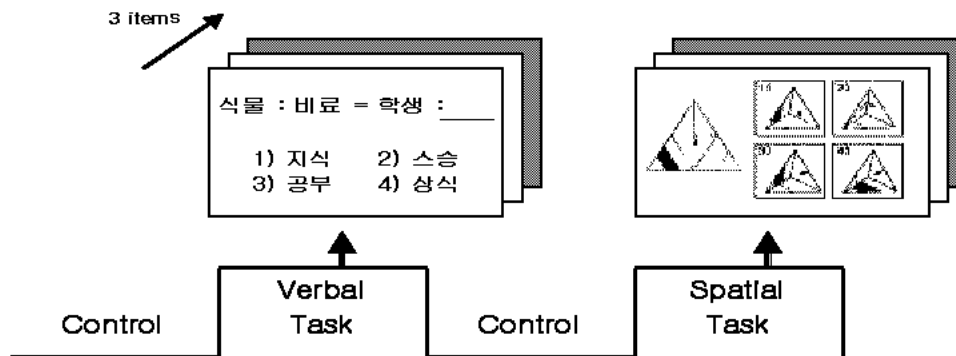 3 items
식물 : 비료 = 학생 : ____
1) 지식 2) 스승
3) 공부 4) 상식
Verbal
Task
Spatial
Task
Control
Control